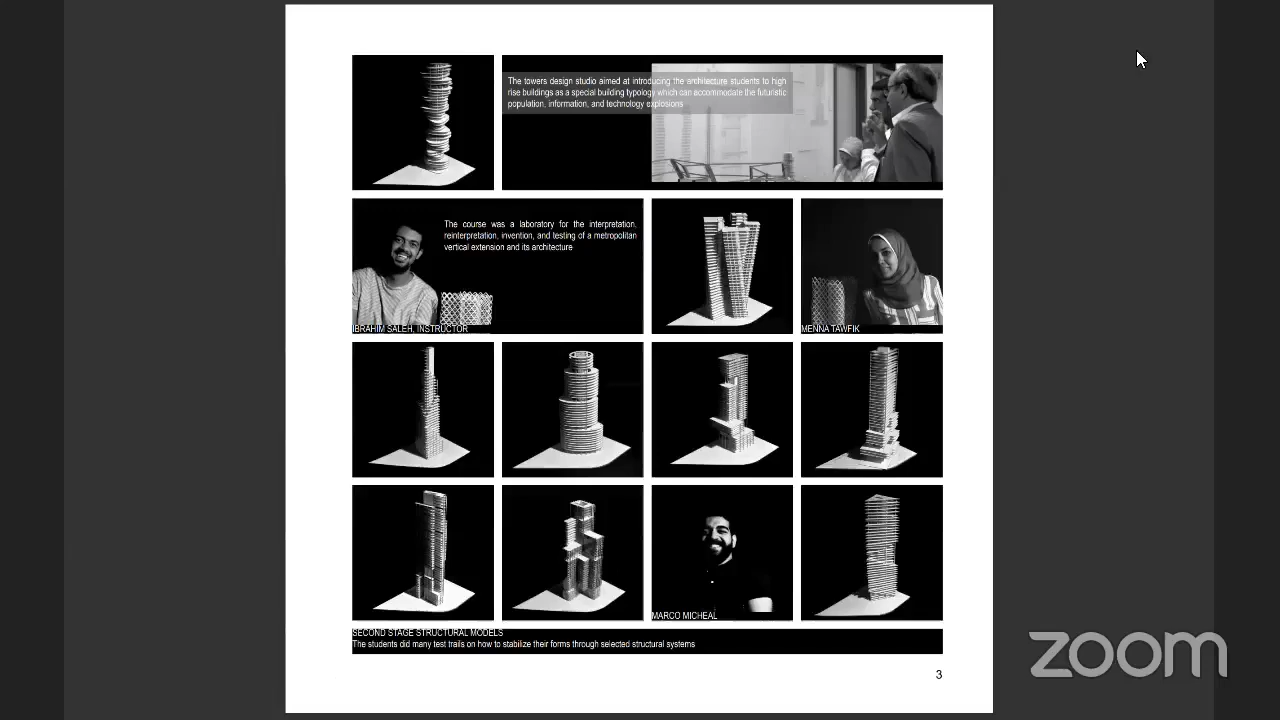 The towers design studio aimed at introducing the architecture students to high
rise buildings as a special building typology which can accommodate the futuristic
population, information, and technology explosions
The course was a laboratory for the interpretation,
reinterpretation, invention, and testing of a metropolitan
vertical extension and its architecture
IBRAHIM SALEH, INSTRUCTOR
MENNA TAWFIK
MARCO MICHEAL
SECOND STAGE STRUCTURAL MODELS
The students did many test trails on how to stabilize their forms through selected structural systems
3
zoom